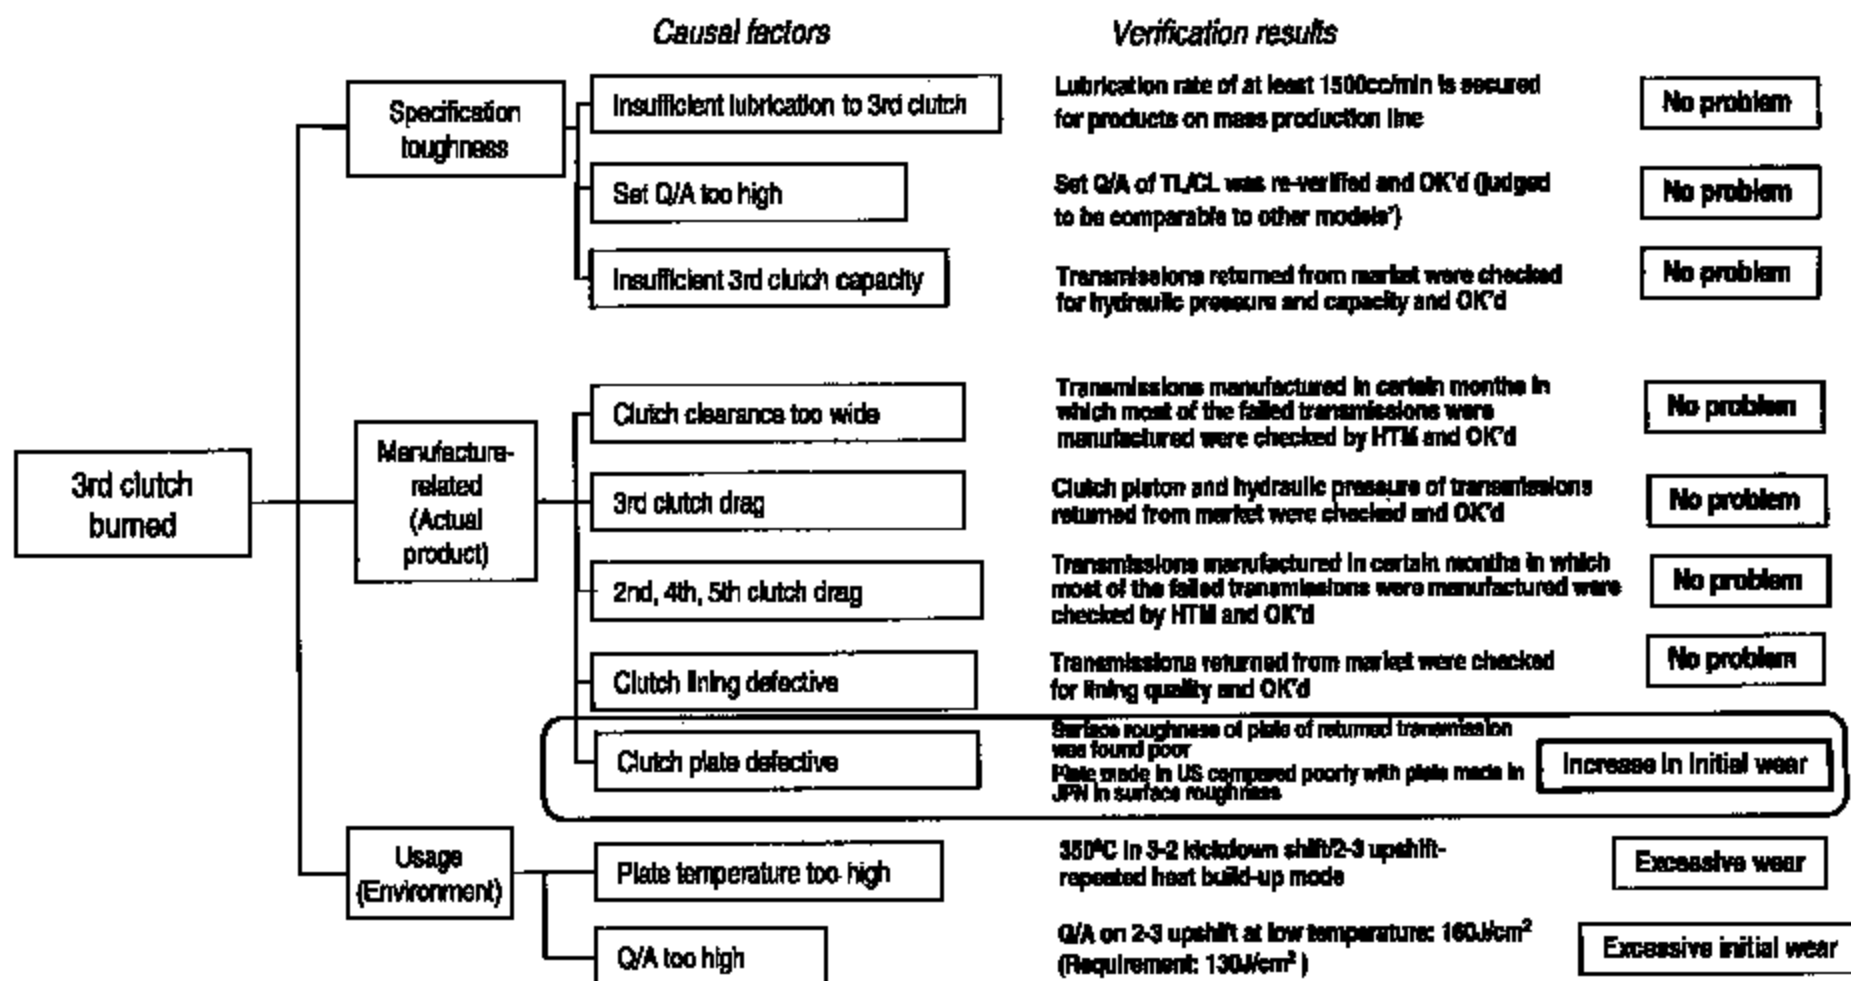 Causal factors
Verification results
Specification
toughness
Insufficient lubrication to 3rd clutch
Lubrication rate of at least 1500cc/min is secured
for products on mass production line
No problem
Set Q/A too high
Set Q/A of TL/CL was re-verified and OK'd (judged
to be comparable to other models')
No problem
Insufficient 3rd clutch capacity
Transmissions returned from market were checked
for hydraulic pressure and capacity and OK'd
No problem
3rd clutch
burned
Manufacture-
related
(Actual
product)
Clutch clearance too wide
Transmissions manufactured in certain months in
which most of the failed transmissions were
manufactured were checked by HTM and OK'd
No problem
3rd clutch drag
Clutch piston and hydraulic pressure of transmissions
returned from market were checked and OK'd
No problem
2nd, 4th, 5th clutch drag
Transmissions manufactured in certain months in which
most of the failed transmissions were manufactured were
checked by HTM and OK'd
No problem
Clutch lining defective
Transmissions returned from market were checked
for lining quality and OK'd
No problem
Clutch plate defective
Surface roughness of plate of returned transmission
was found poor
Plate made in US compared poorly with plate made in
JPN in surface roughness
Increase in initial wear
Usage
(Environment)
Plate temperature too high
350°C in 3-2 kickdown shift/2-3 upshift-
repeated heat build-up mode
Excessive wear
Q/A too high
Q/A on 2-3 upshift at low temperature: 160J/cm²
(Requirement: 130J/cm² )
Excessive initial wear